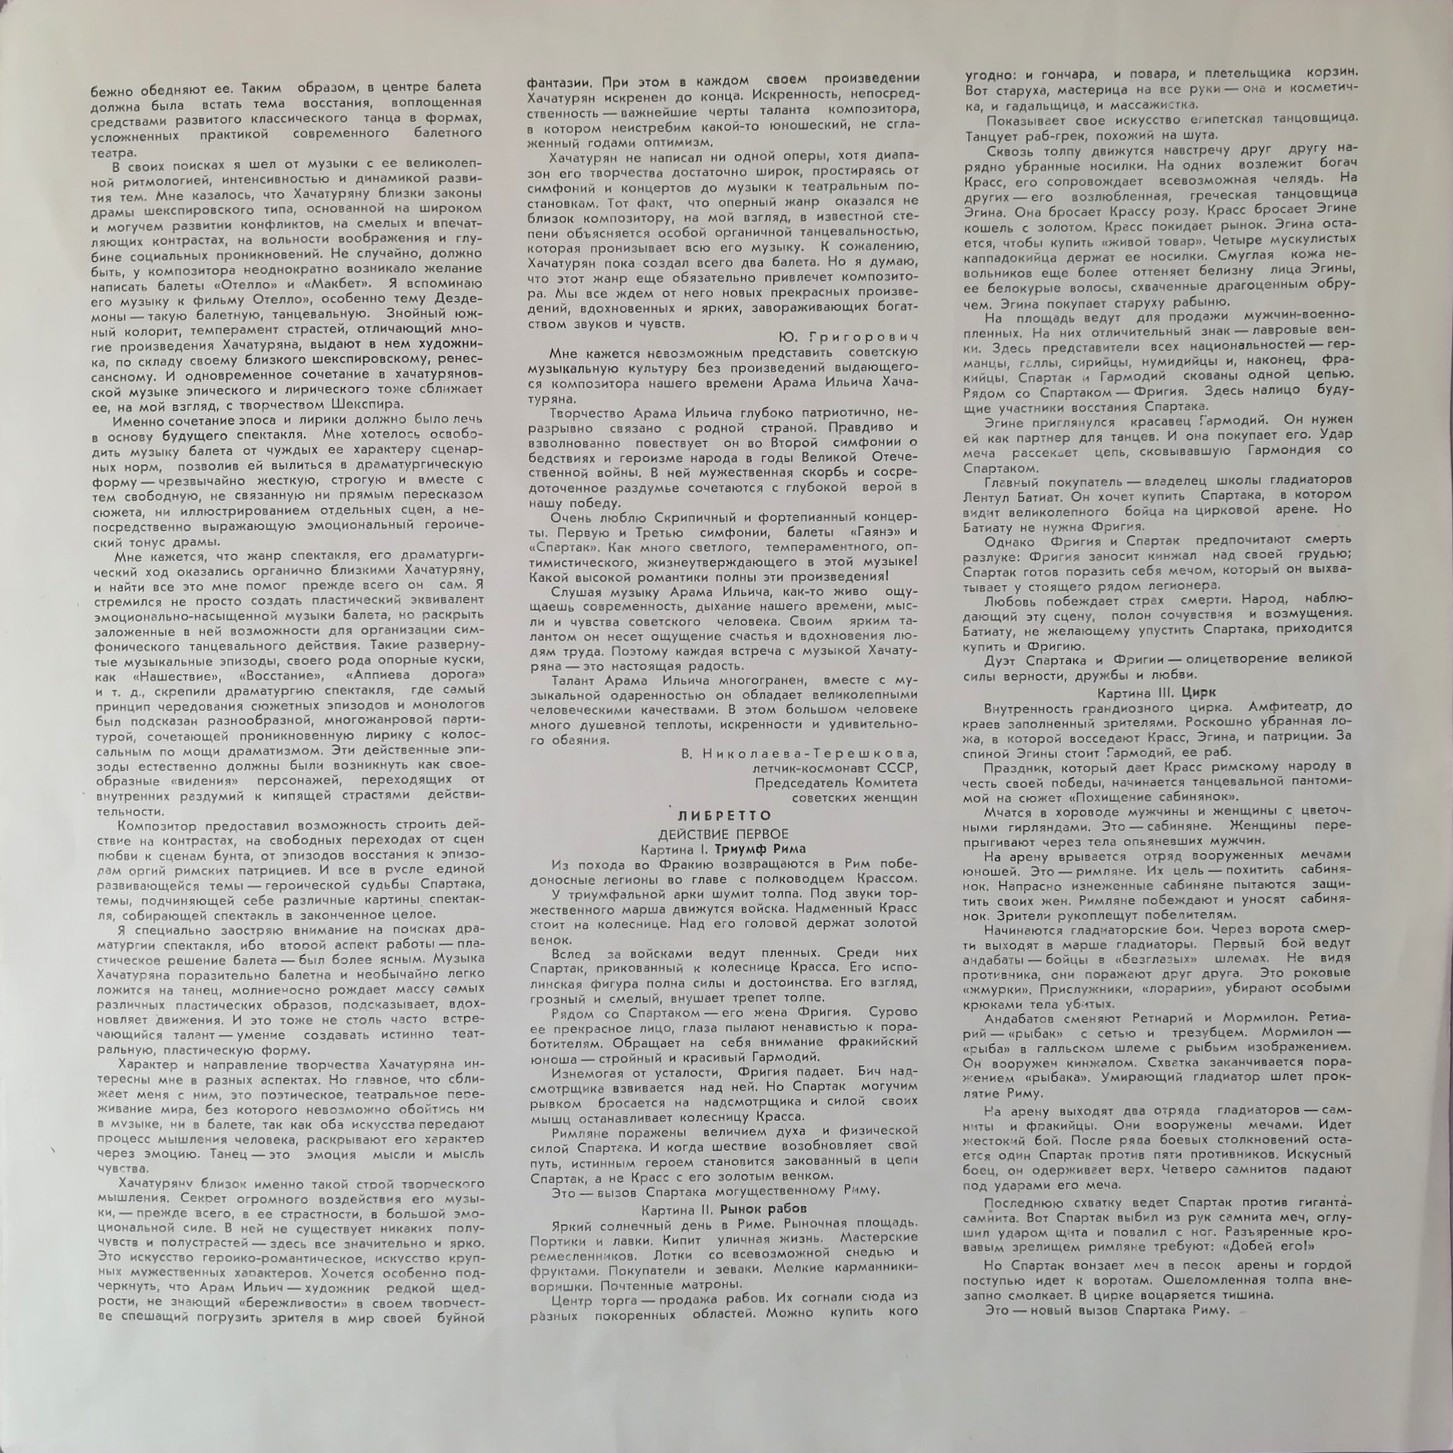 бежно обедняют ее. Таким образом, в центре балета
должна была встать тема восстания, воплощенная
средствами развитого классического танца в формах,
усложненных практикой современного балетного
театра.
В своих поисках я шел от музыки с ее великолеп-
ной ритмологией, интенсивностью и динамикой разви-
тия тем. Мне казалось, что Хачатуряну близки законы
драмы шекспировского типа, основанной на широком
и могучем развитии конфликтов, на смелых и впечат-
ляющих контрастах, на вольности воображения и глу-
бине социальных проникновений. Не случайно, должно
быть, у композитора неоднократно возникало желание
написать балеты «Отелло» и «Макбет». Я вспоминаю
его музыку к фильму Отелло», особенно тему Дезде-
моны — такую балетную, танцевальную. Знойный юж-
ный колорит, темперамент страстей, отличающий мно-
гие произведения Хачатуряна, выдают в нем художни-
ка, по складу своему близкого шекспировскому, ренес-
сансному. И одновременное сочетание в хачатурянов-
ской музыке эпического и лирического тоже сближает
ее, на мой взгляд, с творчеством Шекспира.
Именно сочетание эпоса и лирики должно было лечь
в основу будущего спектакля. Мне хотелось освобо-
дить музыку балета от чуждых ее характеру сценар-
ных норм, позволив ей вылиться в драматургическую
форму — чрезвычайно жесткую, строгую и вместе с
тем свободную, не связанную ни прямым пересказом
сюжета, ни иллюстрированием отдельных сцен, а не-
посредственно выражающую эмоциональный героиче-
ский тонус драмы.
Мне кажется, что жанр спектакля, его драматурги-
ческий ход оказались органично близкими Хачатуряну,
и найти все это мне помог прежде всего он сам. Я
стремился не просто создать пластический эквивалент
эмоционально-насыщенной музыки балета, но раскрыть
заложенные в ней возможности для организации сим-
фонического танцевального действия. Такие разверну-
тые музыкальные эпизоды, своего рода опорные куски,
как «Нашествие», «Восстание», «Аппиева дорога»
и т. д., скрепили драматургию спектакля, где самый
принцип чередования сюжетных эпизодов и монологов
был подсказан разнообразной, многожанровой парти-
турой, сочетающей проникновенную лирику с колос-
сальным по мощи драматизмом. Эти действенные эпи-
зоды естественно должны были возникнуть как свое-
образные «видения» персонажей, переходящих от
внутренних раздумий к кипящей страстями действи-
тельности.
Композитор предоставил возможность строить дей-
ствие на контрастах, на свободных переходах от сцен
любви к сценам бунта, от эпизодов восстания к эпизо-
дам оргий римских патрициев. И все в русле единой
развивающейся темы — героической судьбы Спартака,
темы, подчиняющей себе различные картины спектак-
ля, собирающей спектакль в законченное целое.
Я специально заостряю внимание на поисках дра-
матургии спектакля, ибо второй аспект работы — пла-
стическое решение балета — был более ясным. Музыка
Хачатуряна поразительно балетна и необычайно легко
ложится на танец, молниеносно рождает массу самых
различных пластических образов, подсказывает, вдох-
новляет движения. И это тоже не столь часто встре-
чающийся талант — умение создавать истинно теат-
ральную, пластическую форму.
Характер и направление творчества Хачатуряна ин-
тересны мне в разных аспектах. Но главное, что сбли-
жает меня с ним, это поэтическое, театральное пере-
живание мира, без которого невозможно обойтись ни
в музыке, ни в балете, так как оба искусства передают
процесс мышления человека, раскрывают его характер
через эмоцию. Танец — это эмоция мысли и мысль
чувства.
Хачатуряну близок именно такой строй творческого
мышления. Секрет огромного воздействия его музы-
ки, — прежде всего, в ее страстности, в большой эмо-
циональной силе. В ней не существует никаких полу-
чувств и полустрастей — здесь все значительно и ярко.
Это искусство героико-романтическое, искусство круп-
ных мужественных характеров. Хочется особенно под-
черкнуть, что Арам Ильич — художник редкой щед-
рости, не знающий «бережливости» в своем творчест-
ве спешащий погрузить зрителя в мир своей буйной
фантазии. При этом в каждом своем произведении
Хачатурян искренен до конца. Искренность, непосред-
ственность — важнейшие черты таланта композитора,
в котором неистребим какой-то юношеский, не сгла-
женный годами оптимизм.
Хачатурян не написал ни одной оперы, хотя диапа-
зон его творчества достаточно широк, простираясь от
симфоний и концертов до музыки к театральным по-
становкам. Тот факт, что оперный жанр оказался не
близок композитору, на мой взгляд, в известной сте-
пени объясняется особой органичной танцевальностью,
которая пронизывает всю его музыку. К сожалению,
Хачатурян пока создал всего два балета. Но я думаю,
что этот жанр еще обязательно привлечет композито-
ра. Мы все ждем от него новых прекрасных произве-
дений, вдохновенных и ярких, завораживающих богат-
ством звуков и чувств.
Ю. Григорович
Мне кажется невозможным представить советскую
музыкальную культуру без произведений выдающего-
ся композитора нашего времени Арама Ильича Хача-
туряна.
Творчество Арама Ильича глубоко патриотично, не-
разрывно связано с родной страной. Правдиво и
взволнованно повествует он во Второй симфонии о
бедствиях и героизме народа в годы Великой Отече-
ственной войны. В ней мужественная скорбь и сосре-
доточенное раздумье сочетаются с глубокой верой в
нашу победу.
Очень люблю Скрипичный и фортепианный концер-
ты. Первую и Третью симфонии, балеты «Гаянэ» и
«Спартак». Как много светлого, темпераментного, оп-
тимистического, жизнеутверждающего в этой музыке!
Какой высокой романтики полны эти произведения!
Слушая музыку Арама Ильича, как-то живо ощу-
щаешь современность, дыхание нашего времени, мыс-
ли и чувства советского человека. Своим ярким та-
лантом он несет ощущение счастья и вдохновения лю-
дям труда. Поэтому каждая встреча с музыкой Хачату-
ряна — это настоящая радость.
Талант Арама Ильича многогранен, вместе с му-
зыкальной одаренностью он обладает великолепными
человеческими качествами. В этом большом человеке
много душевной теплоты, искренности и удивительно-
го обаяния.
В. Николаева-Терешкова,
летчик-космонавт СССР,
Председатель Комитета
советских женщин
ЛИБРЕТТО
ДЕЙСТВИЕ ПЕРВОЕ
Картина I. Триумф Рима
Из похода во Фракию возвращаются в Рим побе-
доносные легионы во главе с полководцем Крассом.
У триумфальной арки шумит толпа. Под звуки тор-
жественного марша движутся войска. Надменный Красс
стоит на колеснице. Над его головой держат золотой
венок.
Вслед за войсками ведут пленных. Среди них
Спартак, прикованный к колеснице Красса. Его испо-
линская фигура полна силы и достоинства. Его взгляд,
грозный и смелый, внушает трепет толпе.
Рядом со Спартаком — его жена Фригия. Сурово
ее прекрасное лицо, глаза пылают ненавистью к пора-
ботителям. Обращает на себя внимание фракийский
юноша — стройный и красивый Гармодий.
Изнемогая от усталости, Фригия падает. Бич над-
смотрщика взвивается над ней. Но Спартак могучим
рывком бросается на надсмотрщика и силой своих
мышц останавливает колесницу Красса.
Римляне поражены величием духа и физической
силой Спартака. И когда шествие возобновляет свой
путь, истинным героем становится закованный в цепи
Спартак, а не Красс с его золотым венком.
Это — вызов Спартака могущественному Риму.
Картина II. Рынок рабов
Яркий солнечный день в Риме. Рыночная площадь.
Портики и лавки. Кипит уличная жизнь. Мастерские
ремесленников. Лотки со всевозможной снедью и
фруктами. Покупатели и зеваки. Мелкие карманники-
воришки. Почтенные матроны.
Центр торга — продажа рабов. Их согнали сюда из
разных покоренных областей. Можно купить кого
угодно: и гончара, и повара, и плетельщика корзин.
Вот старуха, мастерица на все руки — она и косметич-
ка, и гадальщица, и массажистка.
Показывает свое искусство египетская танцовщица.
Танцует раб-грек, похожий на шута.
Сквозь толпу движутся навстречу друг другу на-
рядно убранные носилки. На одних возлежит богач
Красс, его сопровождает всевозможная челядь. На
других — его возлюбленная, греческая танцовщица
Эгина. Она бросает Крассу розу. Красс бросает Эгине
кошель с золотом. Красс покидает рынок. Эгина оста-
ется, чтобы купить «живой товар». Четыре мускулистых
каппадокийца держат ее носилки. Смуглая кожа не-
вольников еще более оттеняет белизну лица Эгины,
ее белокурые волосы, схваченные драгоценным обру-
чем. Эгина покупает старуху рабыню.
На площадь ведут для продажи мужчин-военно-
пленных. На них отличительный знак — лавровые вен-
ки. Здесь представители всех национальностей — гер-
манцы, галлы, сирийцы, нумидийцы и, наконец, фра-
кийцы. Спартак и Гармодий скованы одной цепью.
Рядом со Спартаком — Фригия. Здесь налицо буду-
щие участники восстания Спартака.
Эгине приглянулся красавец Гармодий. Он нужен
ей как партнер для танцев. И она покупает его. Удар
меча рассекает цепь, сковывавшую Гармондия со
Спартаком.
Главный покупатель — владелец школы гладиаторов
Лентул Батиат. Он хочет купить Спартака, в котором
видит великолепного бойца на цирковой арене. Но
Батиату не нужна Фригия.
Однако Фригия и Спартак предпочитают смерть
разлуке: Фригия заносит кинжал над своей грудью;
Спартак готов поразить себя мечом, который он выхва-
тывает у стоящего рядом легионера.
Любовь побеждает страх смерти. Народ, наблю-
дающий эту сцену, полон сочувствия и возмущения.
Батиату, не желающему упустить Спартака, приходится
купить и Фригию.
Дуэт Спартака и Фригии — олицетворение великой
силы верности, дружбы и любви.
Картина III. Цирк
Внутренность грандиозного цирка. Амфитеатр, до
краев заполненный зрителями. Роскошно убранная ло-
жа, в которой восседают Красс, Эгина, и патриции. За
спиной Эгины стоит Гармодий, ее раб.
Праздник, который дает Красс римскому народу в
честь своей победы, начинается танцевальной пантоми-
мой на сюжет «Похищение сабинянок».
Мчатся в хороводе мужчины и женщины с цветоч-
ными гирляндами. Это — сабиняне. Женщины пере-
прыгивают через тела опьяневших мужчин.
На арену врывается отряд вооруженных мечами
юношей. Это — римляне. Их цель — похитить сабиня-
нок. Напрасно изнеженные сабиняне пытаются защи-
тить своих жен. Римляне побеждают и уносят сабиня-
нок. Зрители рукоплещут победителям.
Начинаются гладиаторские бои. Через ворота смер-
ти выходят в марше гладиаторы. Первый бой ведут
андабаты — бойцы в «безглазых» шлемах. Не видя
противника, они поражают друг друга. Это роковые
«жмурки». Прислужники, «лорарии», убирают особыми
крюками тела убитых.
Андабатов сменяют Ретиарий и Мормилон. Ретиа-
рий — «рыбак» с сетью и трезубцем. Мормилон —
«рыба» в галльском шлеме с рыбьим изображением.
Он вооружен кинжалом. Схватка заканчивается пора-
жением «рыбака». Умирающий гладиатор шлет прок-
лятие Риму.
На арену выходят два отряда гладиаторов — сам-
ниты и фракийцы. Они вооружены мечами. Идет
жестокий бой. После ряда боевых столкновений оста-
ется один Спартак против пяти противников. Искусный
боец, он одерживает верх. Четверо самнитов падают
под ударами его меча.
Последнюю схватку ведет Спартак против гиганта-
самнита. Вот Спартак выбил из рук самнита меч, оглу-
шил ударом щита и повалил с ног. Разъяренные кро-
вавым зрелищем римляне требуют: «Добей его!»
Но Спартак вонзает меч в песок арены и гордой
поступью идет к воротам. Ошеломленная толпа вне-
запно смолкает. В цирке воцаряется тишина.
Это — новый вызов Спартака Риму.